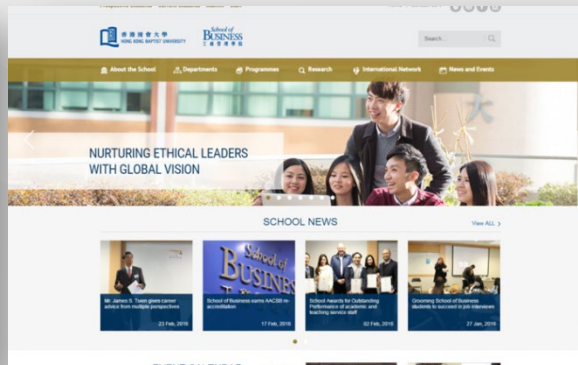 香港浸會大學
HONG KONG BAPTIST UNIVERSITY
School of
BUSINESS
工商管理學院
Search...
About the School
Departments
Programmes
Research
International Network
News and Events
NURTURING ETHICAL LEADERS
WITH GLOBAL VISION
SCHOOL NEWS
View ALL
Mr. James S. Tsien gives career
advice from multiple perspectives
23 Feb, 2016
School of
BUSINES
School of Business earns AACSB re-
accreditation
17 Feb, 2016
School Awards for Outstanding
Performance of academic and
teaching service staff
02 Feb, 2016
Grooming School of Business
students to succeed in job interviews
27 Jan, 2016